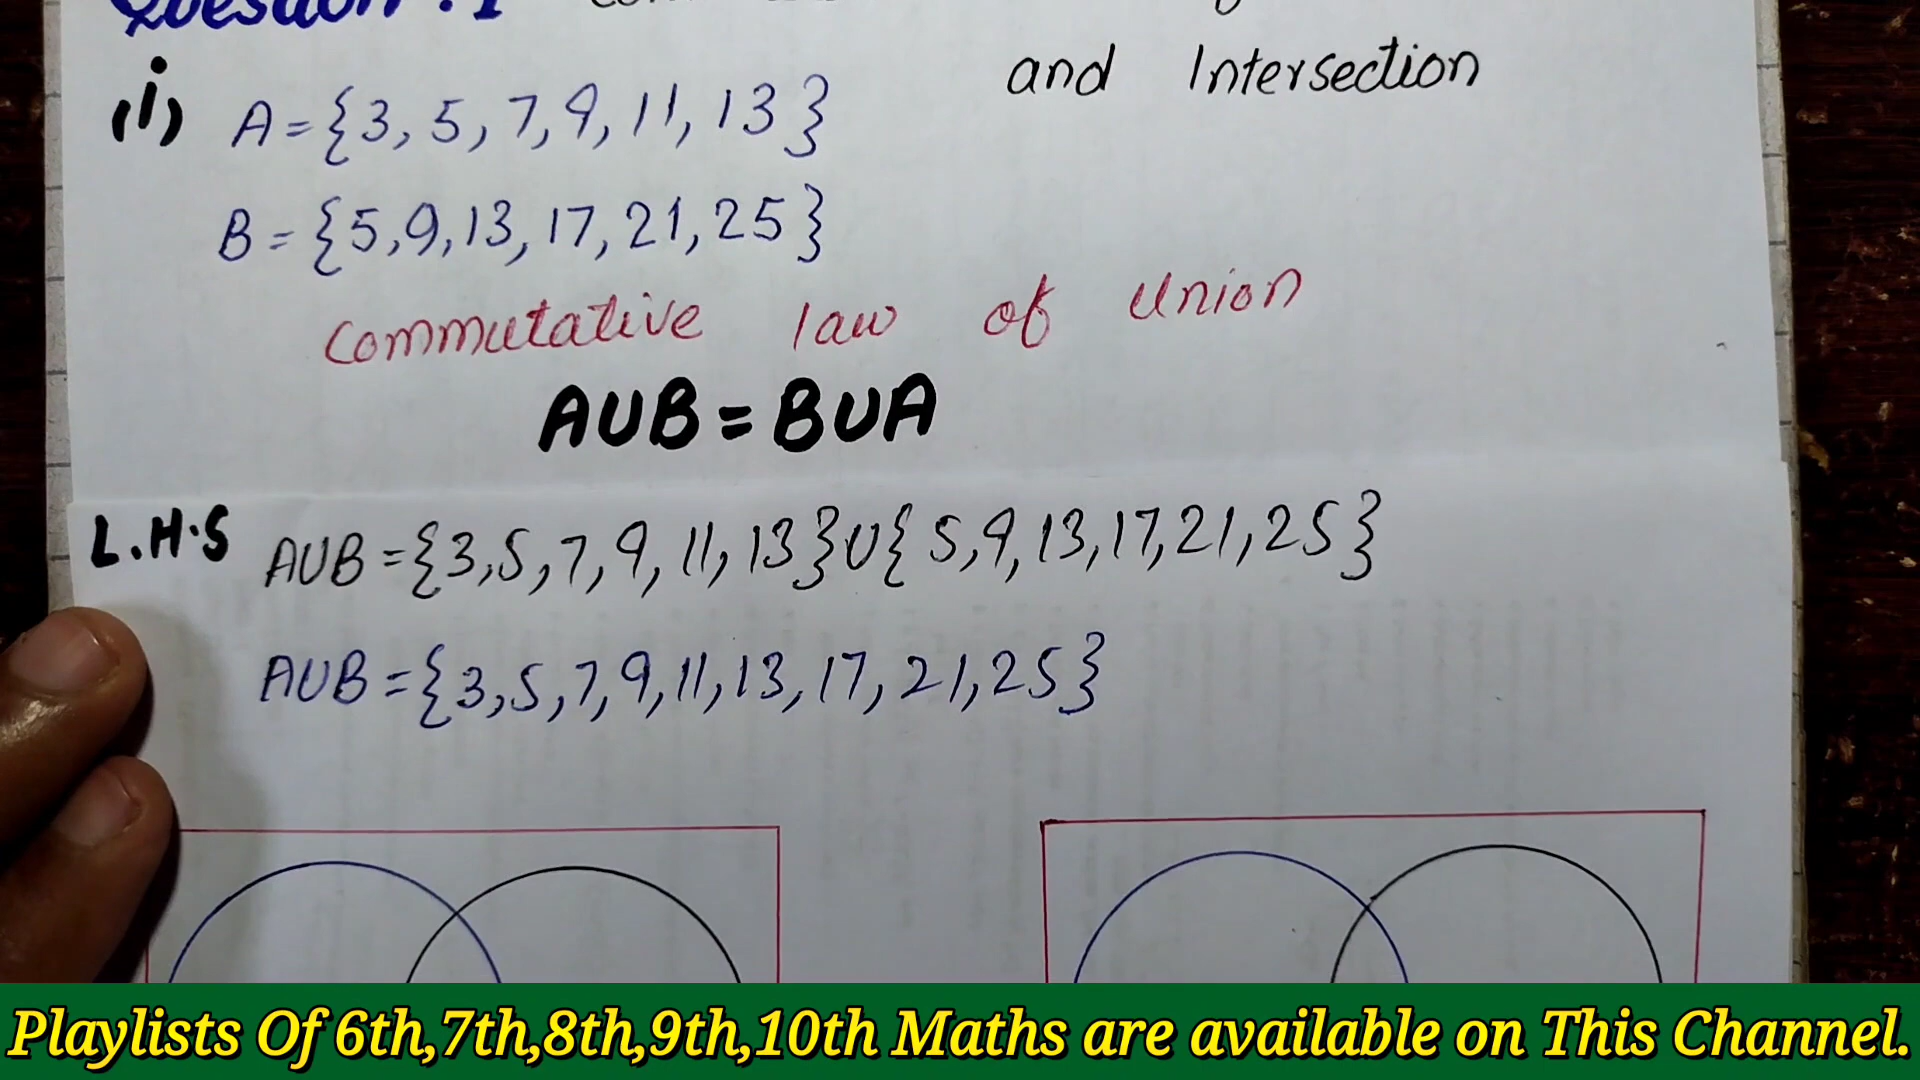 Question : 1
and Intersection
(i) A = {3, 5, 7, 9, 11, 13}
B = {5, 9, 13, 17, 21, 25}
Commutative law of Union
AUB = BUA
L.H.S AUB = {3, 5, 7, 9, 11, 13} U {5, 9, 13, 17, 21, 25}
AUB = {3, 5, 7, 9, 11, 13, 17, 21, 25}
Playlists Of 6th,7th,8th,9th,10th Maths are available on This Channel.